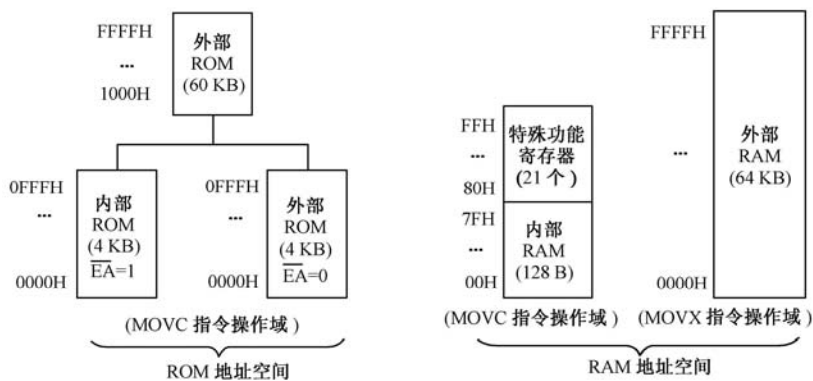 FFFFH
...
1000H
外部
ROM
(60 KB)
0FFFH
...
0000H
内部
ROM
(4 KB)
EA=1
0FFFH
...
0000H
外部
ROM
(4 KB)
EA=0
(MOVC 指令操作域)
ROM 地址空间
FFH
...
80H
7FH
...
00H
特殊功能
寄存器
(21 个)
内部
RAM
(128 B)
(MOVC 指令操作域)
FFFFH
...
0000H
外部
RAM
(64 KB)
(MOVX 指令操作域)
RAM 地址空间